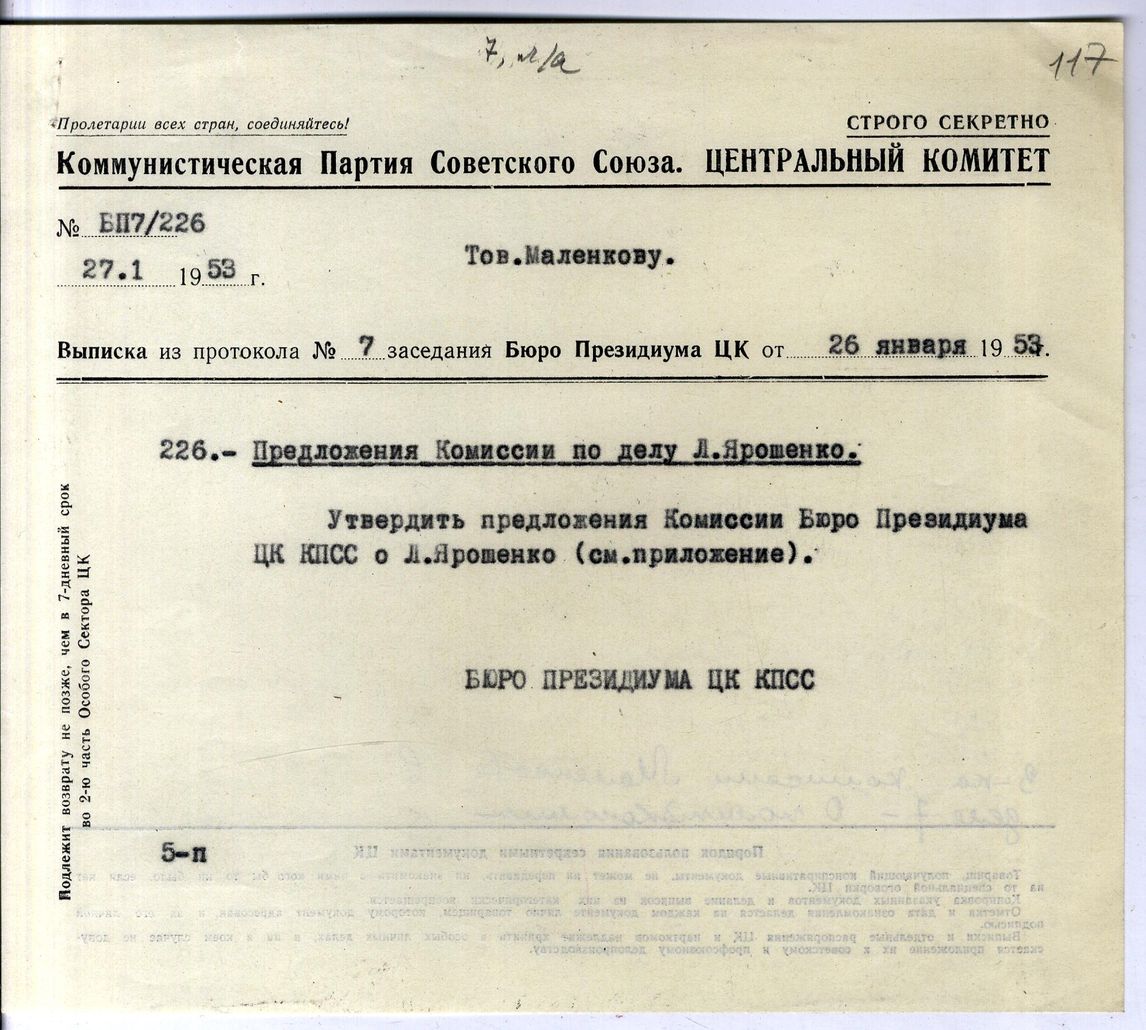 117
Пролетарии всех стран, соединяйтесь!
СТРОГО СЕКРЕТНО
Коммунистическая Партия Советского Союза. ЦЕНТРАЛЬНЫЙ КОМИТЕТ
№ БП7/226
27.1 1953 г.
Тов.Маленкову.
Выписка из протокола № 7 заседания Бюро Президиума ЦК от 26 января 1953.
226.- Предложения Комиссии по делу Л.Ярошенко.
Утвердить предложения Комиссии Бюро Президиума
ЦК КПСС о Л.Ярошенко (см.приложение).
БЮРО ПРЕЗИДИУМА ЦК КПСС
Подлежит возврату не позже, чем в 7-дневный срок
во 2-ю часть Особого Сектора ЦК
5-п
Порядок пользования секретными документами ЦК